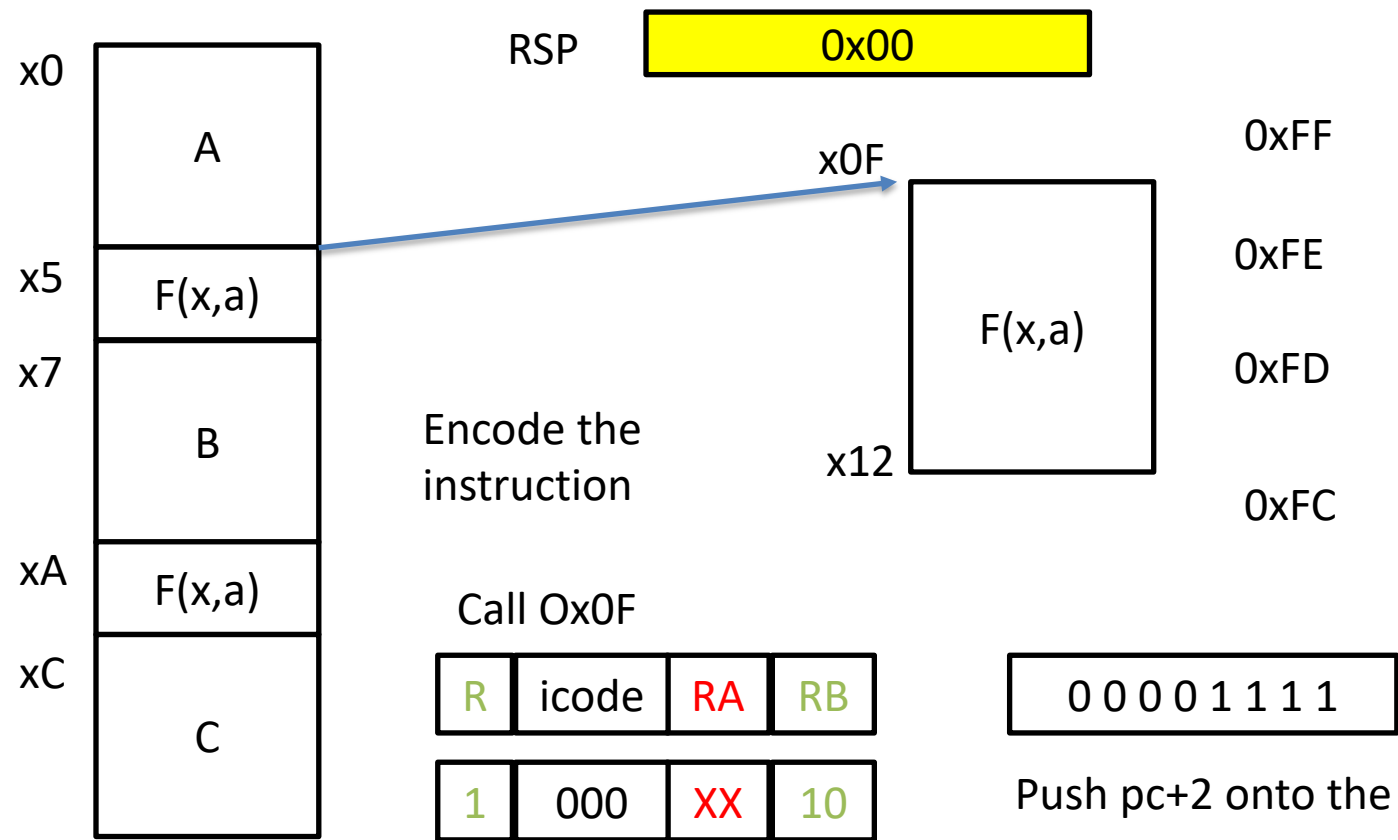 RSP
0x00
x0
A
x5
F(x,a)
x7
B
xA
F(x,a)
xC
C
x0F
F(x,a)
x12
0xFF
0xFE
0xFD
0xFC
Encode the
instruction
Call Ox0F
R icode RA RB
1 000 XX 10
0 0 0 0 1 1 1 1
Push pc+2 onto the